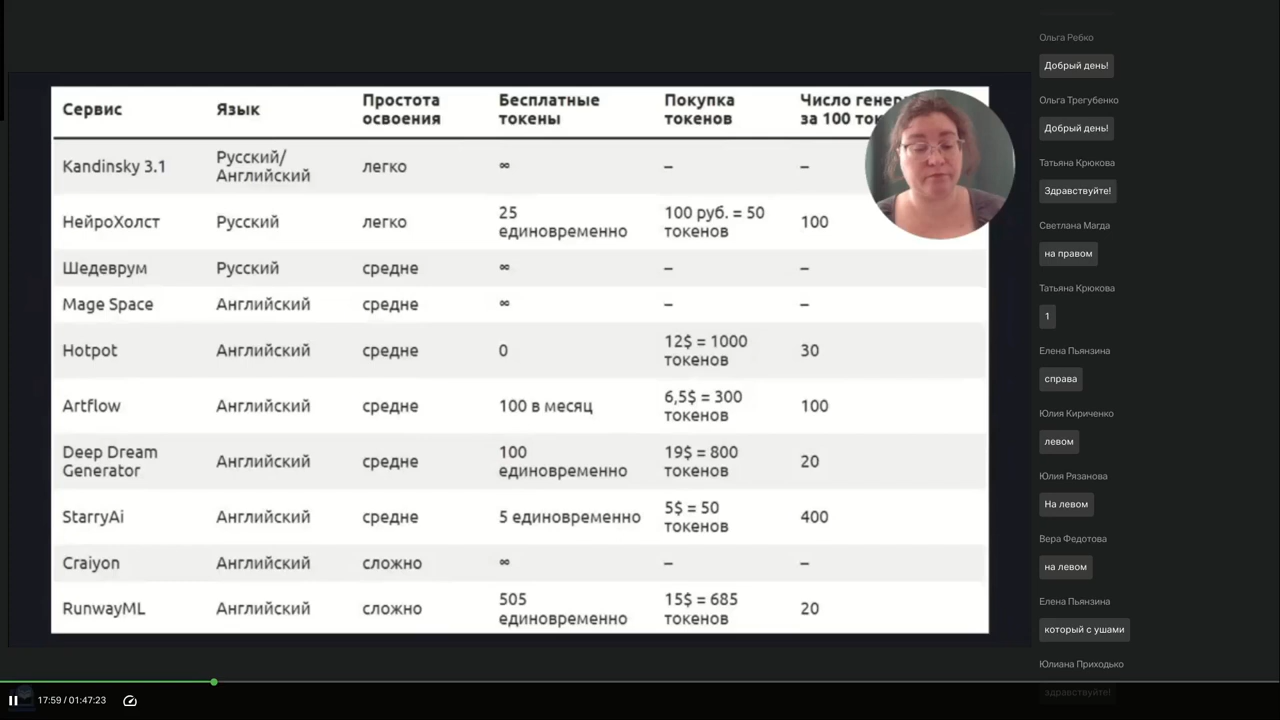 Сервис
Язык
Простота
освоения
Бесплатные
токены
Покупка
токенов
Число
за 100
Kandinsky 3.1
Русский/
Английский
легко
∞
–
–
НейроХолст
Русский
легко
25
единовременно
100 руб. = 50
токенов
100
Шедеврум
Русский
средне
∞
–
–
Mage Space
Английский
средне
∞
–
–
Hotpot
Английский
средне
0
12$ = 1000
токенов
30
Artflow
Английский
средне
100 в месяц
6,5$ = 300
токенов
100
Deep Dream
Generator
Английский
средне
100
единовременно
19$ = 800
токенов
20
StarryAi
Английский
средне
5 единовременно
5$ = 50
токенов
400
Craiyon
Английский
сложно
∞
–
–
RunwayML
Английский
сложно
505
единовременно
15$ = 685
токенов
20
Ольга Ребко
Добрый день!
Ольга Трегубенко
Добрый день!
Татьяна Крюкова
Здравствуйте!
Светлана Магда
на правом
Татьяна Крюкова
1
Елена Пьянзина
справа
Юлия Кириченко
левом
Юлия Рязанова
На левом
Вера Федотова
на левом
Елена Пьянзина
который с ушами
Юлиана Приходько
здравствуйте!
17:59 / 01:47:23